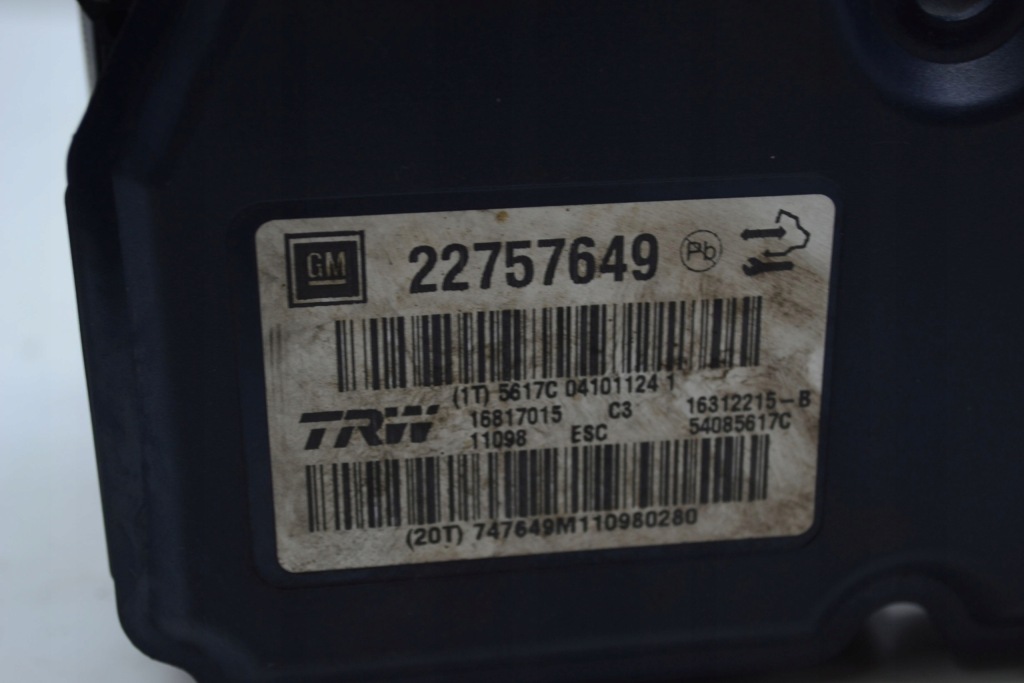 GM 22757649 Pb
(1T) 5617C 04101124 1
TRW 16817015 C3 16312215-B
11098 ESC 54085617C
(20T) 747649M110980280